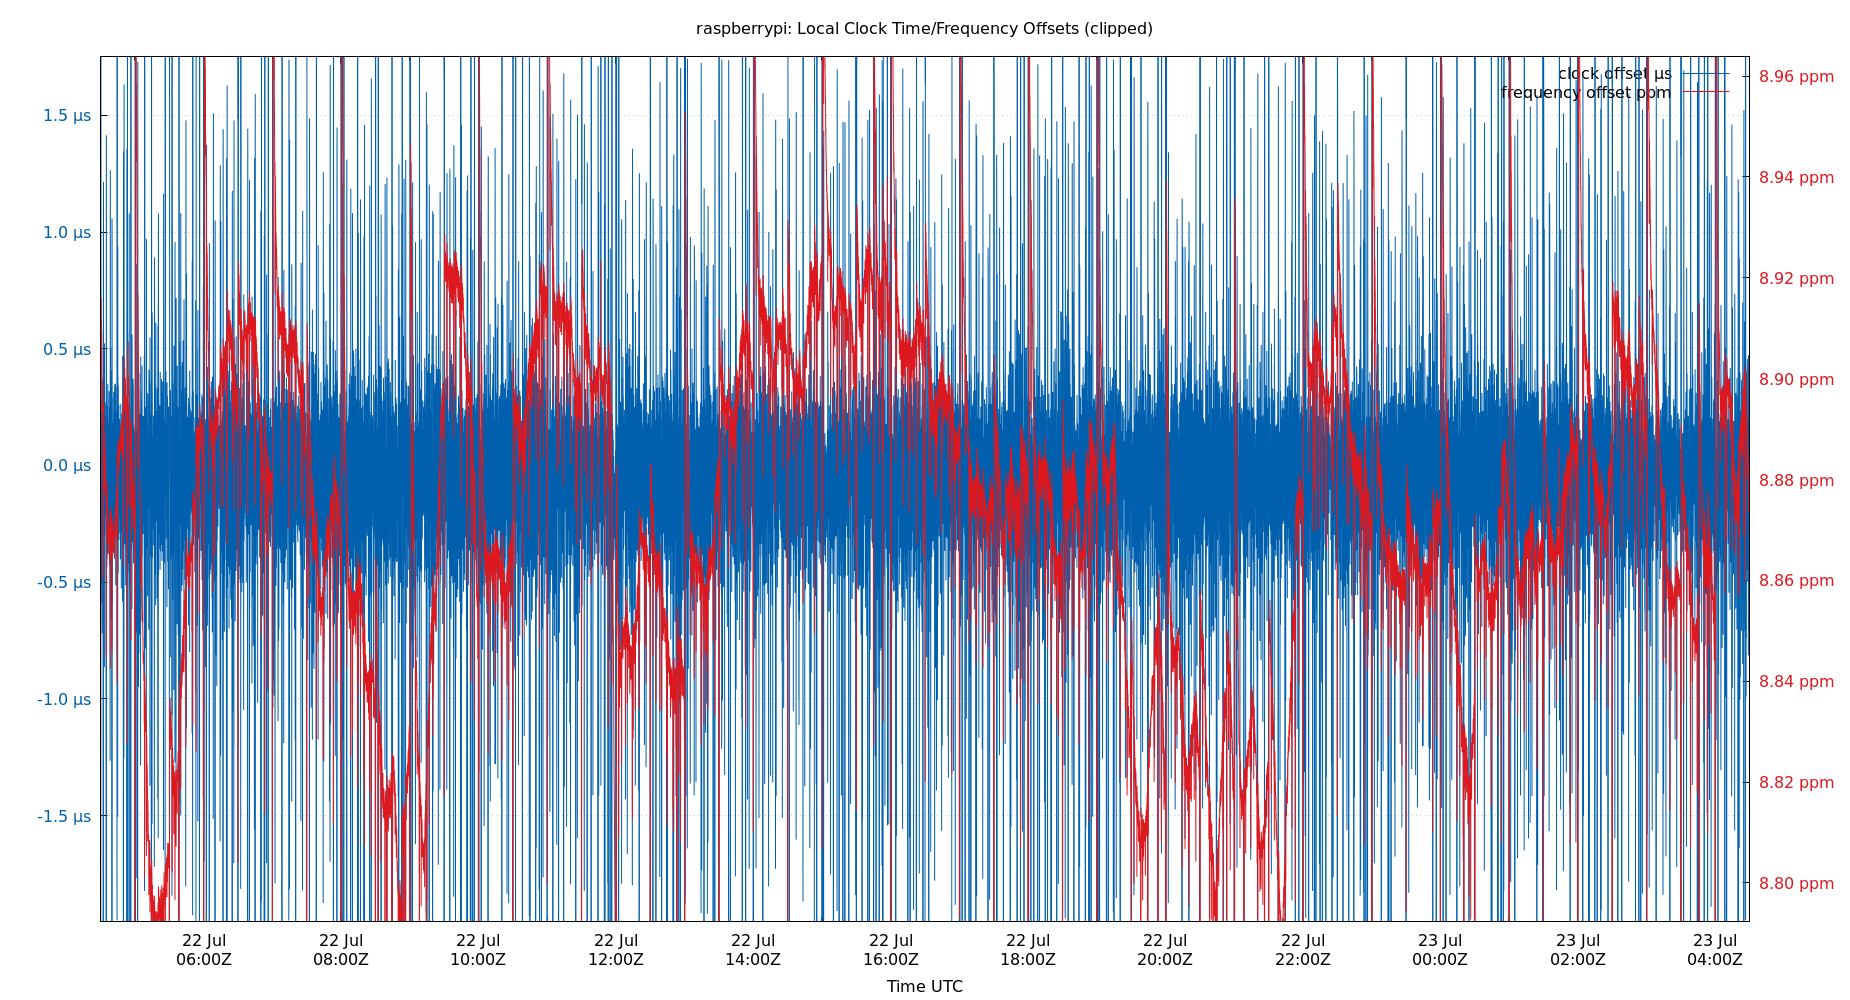 raspberrypi: Local Clock Time/Frequency Offsets (clipped)
clock offset µs
frequency offset ppm
1.5 µs
1.0 µs
0.5 µs
0.0 µs
-0.5 µs
-1.0 µs
-1.5 µs
8.96 ppm
8.94 ppm
8.92 ppm
8.90 ppm
8.88 ppm
8.86 ppm
8.84 ppm
8.82 ppm
8.80 ppm
22 Jul 22 Jul 22 Jul 22 Jul 22 Jul 22 Jul 22 Jul 22 Jul 22 Jul 23 Jul 23 Jul 23 Jul
06:00Z 08:00Z 10:00Z 12:00Z 14:00Z 16:00Z 18:00Z 20:00Z 22:00Z 00:00Z 02:00Z 04:00Z
Time UTC